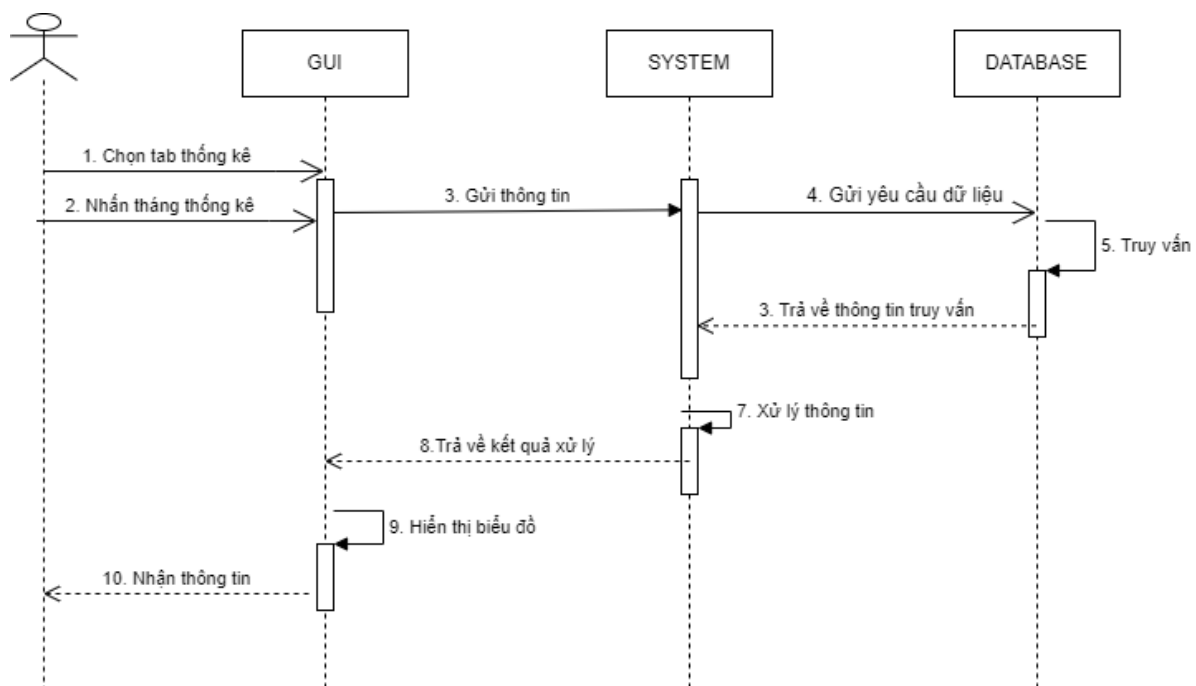 GUI
SYSTEM
DATABASE
1. Chọn tab thống kê
2. Nhấn tháng thống kê
3. Gửi thông tin
4. Gửi yêu cầu dữ liệu
5. Truy vấn
3. Trả về thông tin truy vấn
7. Xử lý thông tin
8.Trả về kết quả xử lý
9. Hiển thị biểu đồ
10. Nhận thông tin